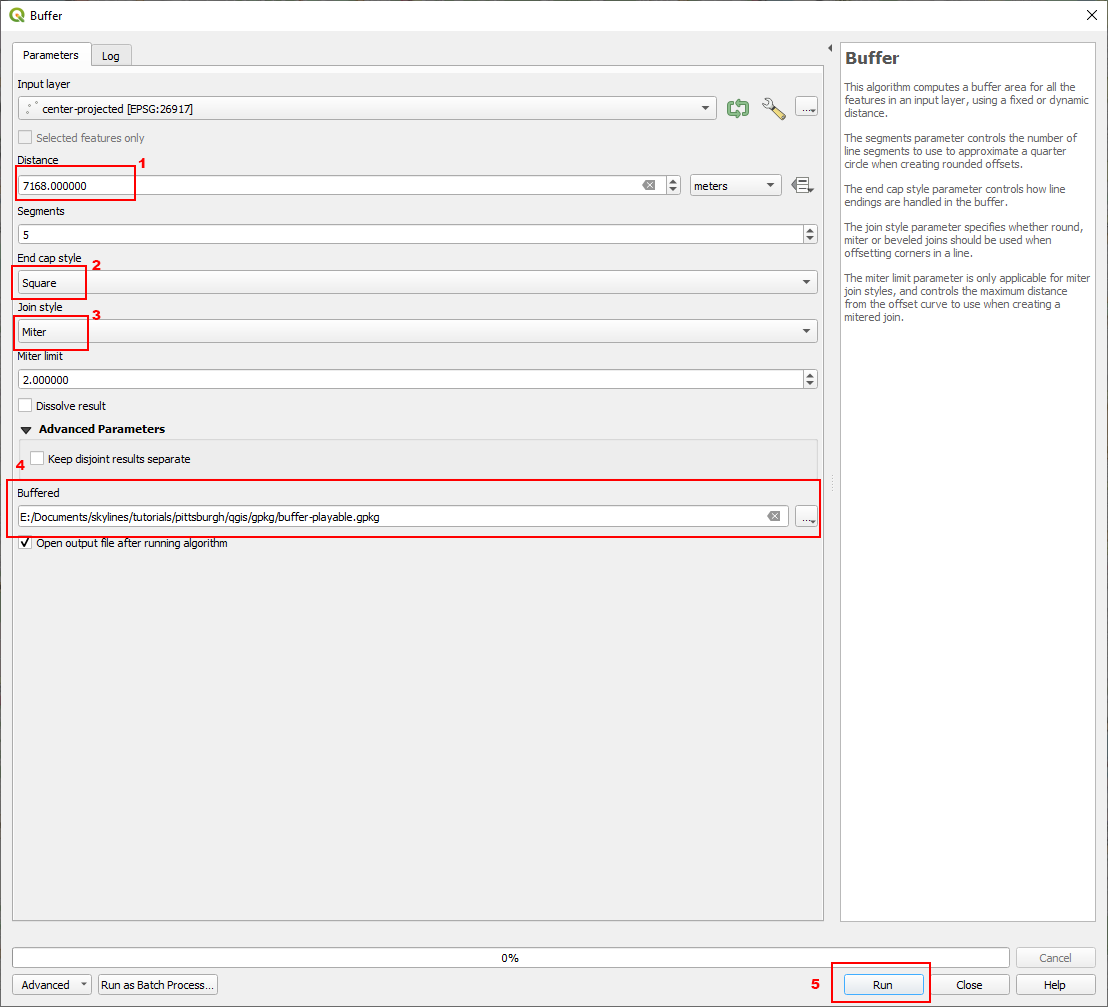 Buffer
Parameters
Log
Input layer
center-projected [EPSG:26917]
...
Selected features only
Distance
1
7168.000000
meters
Segments
5
End cap style
2
Square
Join style
3
Miter
Miter limit
2.000000
Dissolve result
Advanced Parameters
Keep disjoint results separate
4
Buffered
E:/Documents/skylines/tutorials/pittsburgh/qgis/gpkg/buffer-playable.gpkg
...
Open output file after running algorithm
Buffer
This algorithm computes a buffer area for all the
features in an input layer, using a fixed or dynamic
distance.
The segments parameter controls the number of
line segments to use to approximate a quarter
circle when creating rounded offsets.
The end cap style parameter controls how line
endings are handled in the buffer.
The join style parameter specifies whether round,
miter or beveled joins should be used when
offsetting corners in a line.
The miter limit parameter is only applicable for miter
join styles, and controls the maximum distance
from the offset curve to use when creating a
mitered join.
0%
Cancel
Advanced
Run as Batch Process...
5
Run
Close
Help